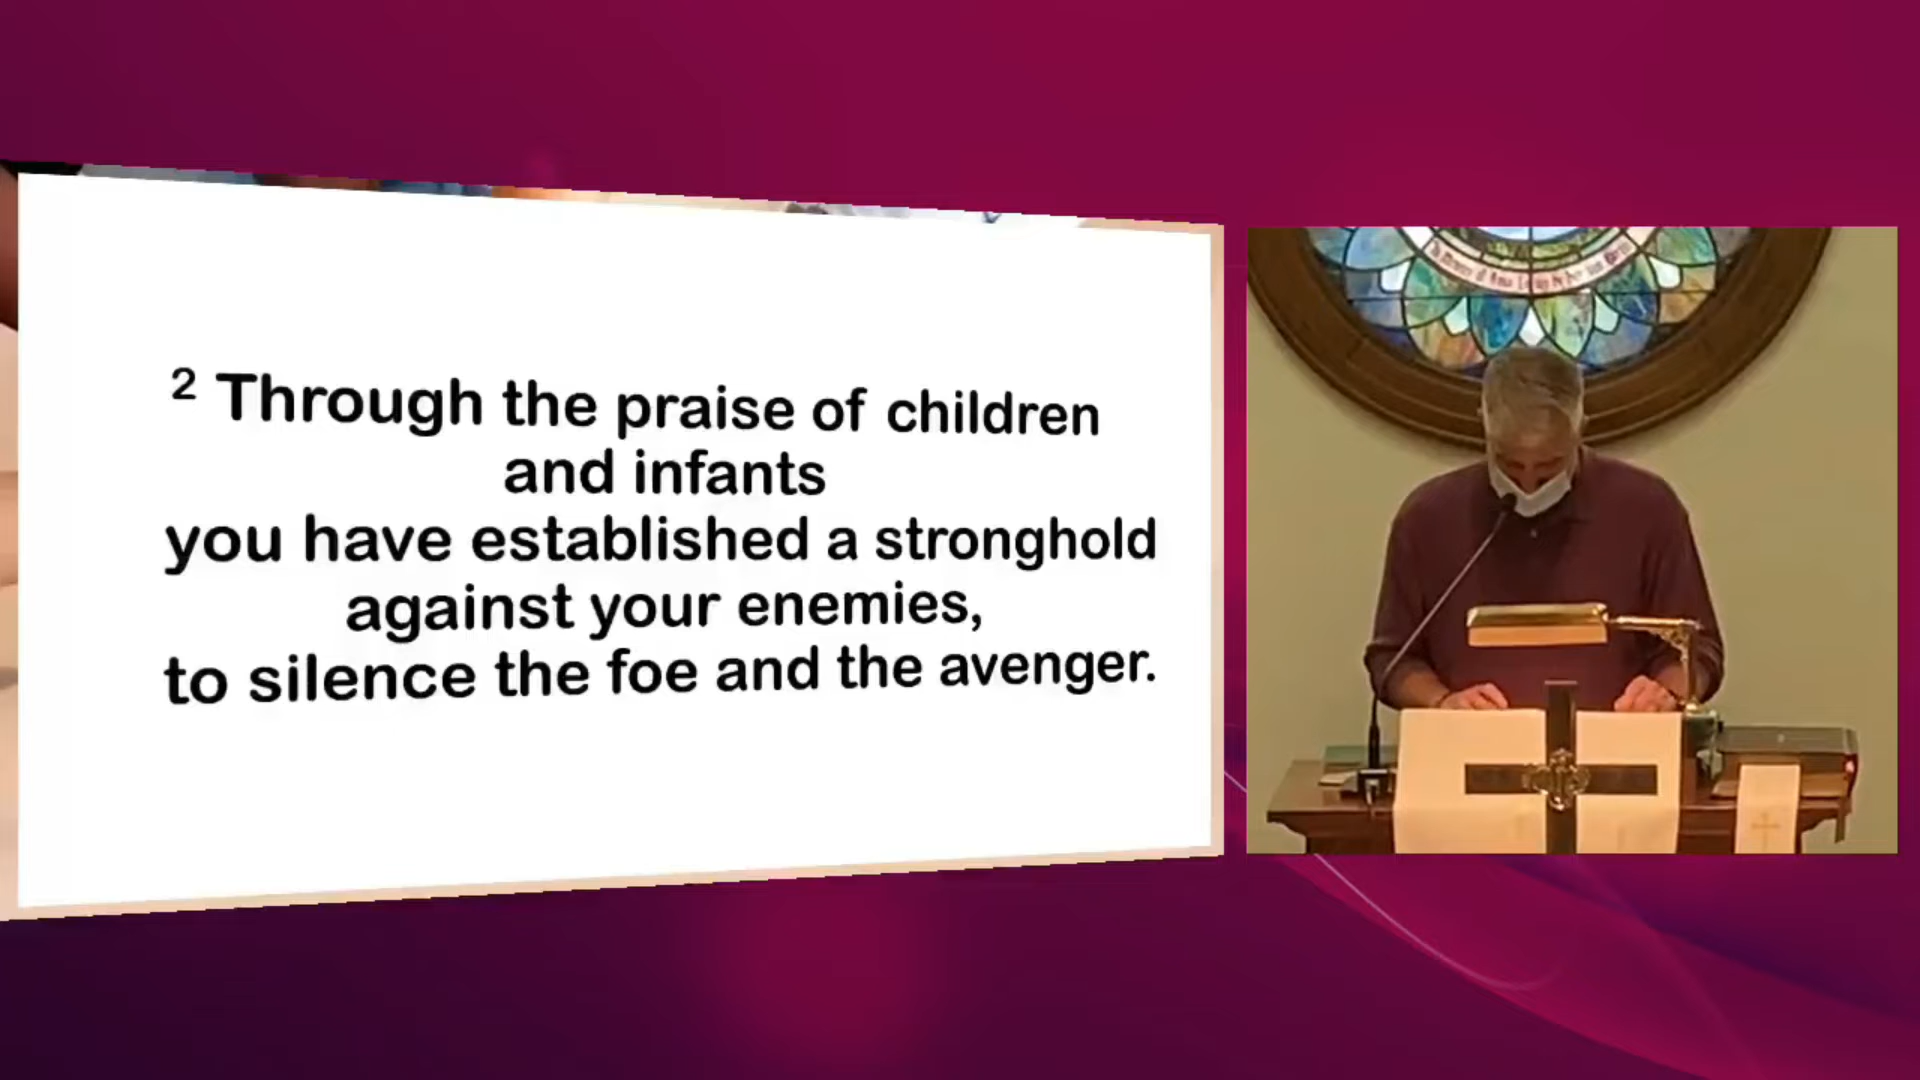 2 Through the praise of children
and infants
you have established a stronghold
against your enemies,
to silence the foe and the avenger.